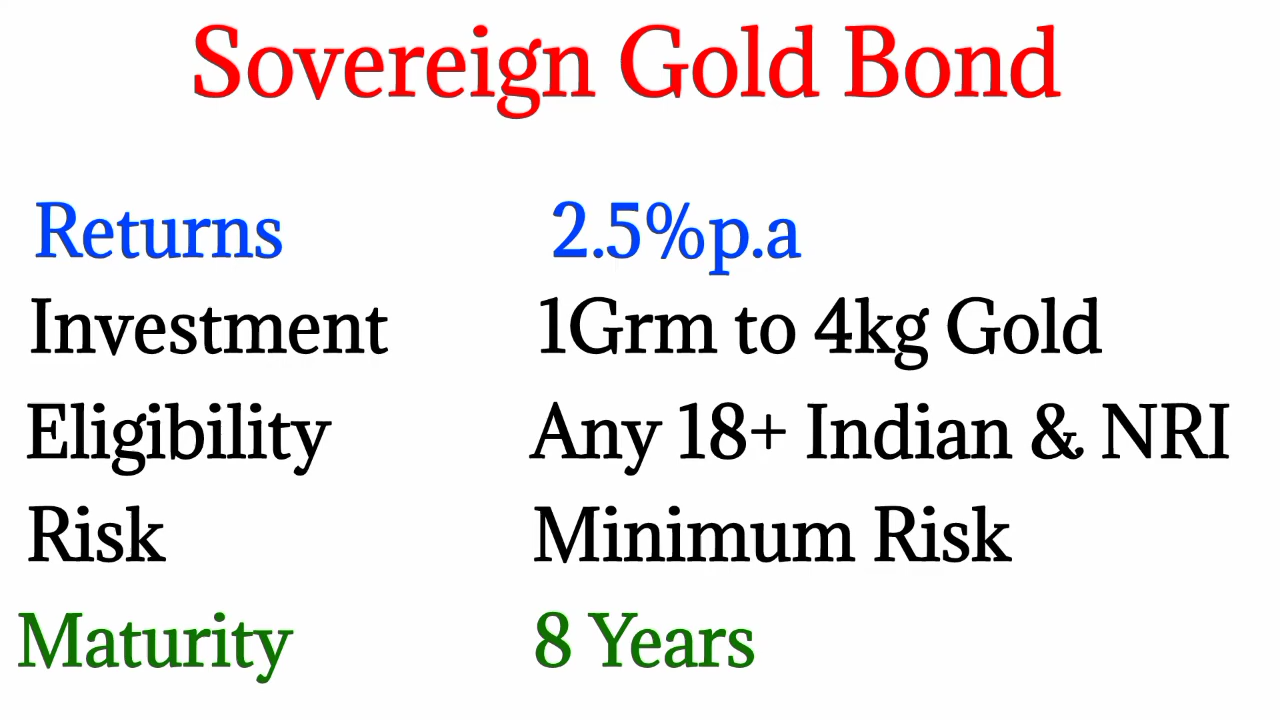 Sovereign Gold Bond
Returns 2.5%p.a
Investment 1Grm to 4kg Gold
Eligibility Any 18+ Indian & NRI
Risk Minimum Risk
Maturity 8 Years